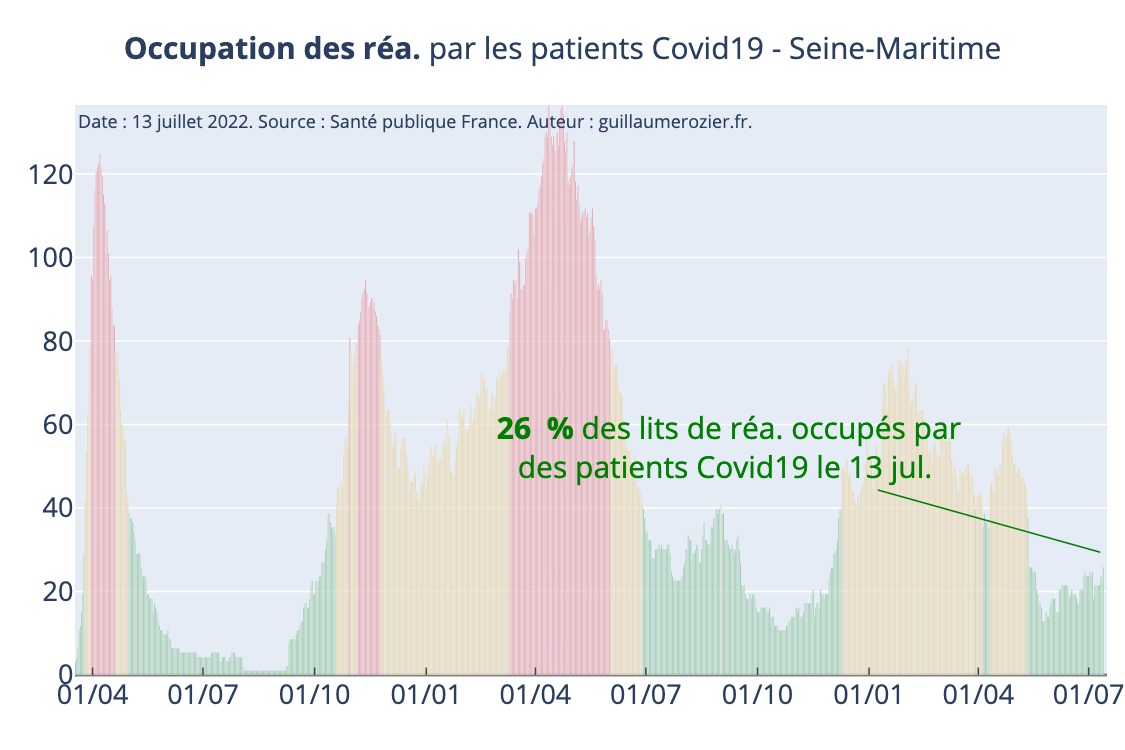 Occupation des réa. par les patients Covid19 - Seine-Maritime
Date : 13 juillet 2022. Source : Santé publique France. Auteur : guillaumerozier.fr.
120
100
80
60
40
20
0
26 % des lits de réa. occupés par
des patients Covid19 le 13 jul.
01/04 01/07 01/10 01/01 01/04 01/07 01/10 01/01 01/04 01/07